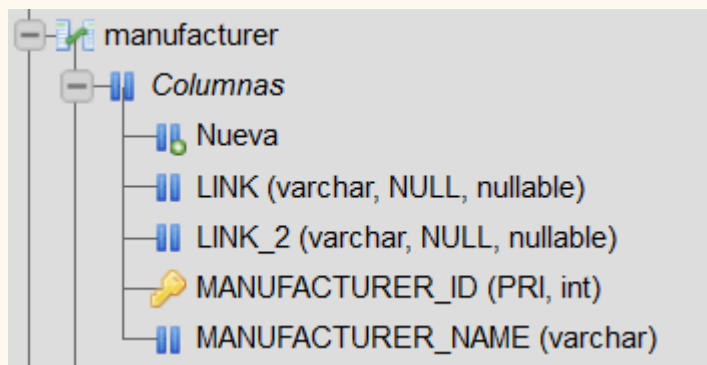 manufacturer
Columnas
Nueva
LINK (varchar, NULL, nullable)
LINK_2 (varchar, NULL, nullable)
MANUFACTURER_ID (PRI, int)
MANUFACTURER_NAME (varchar)